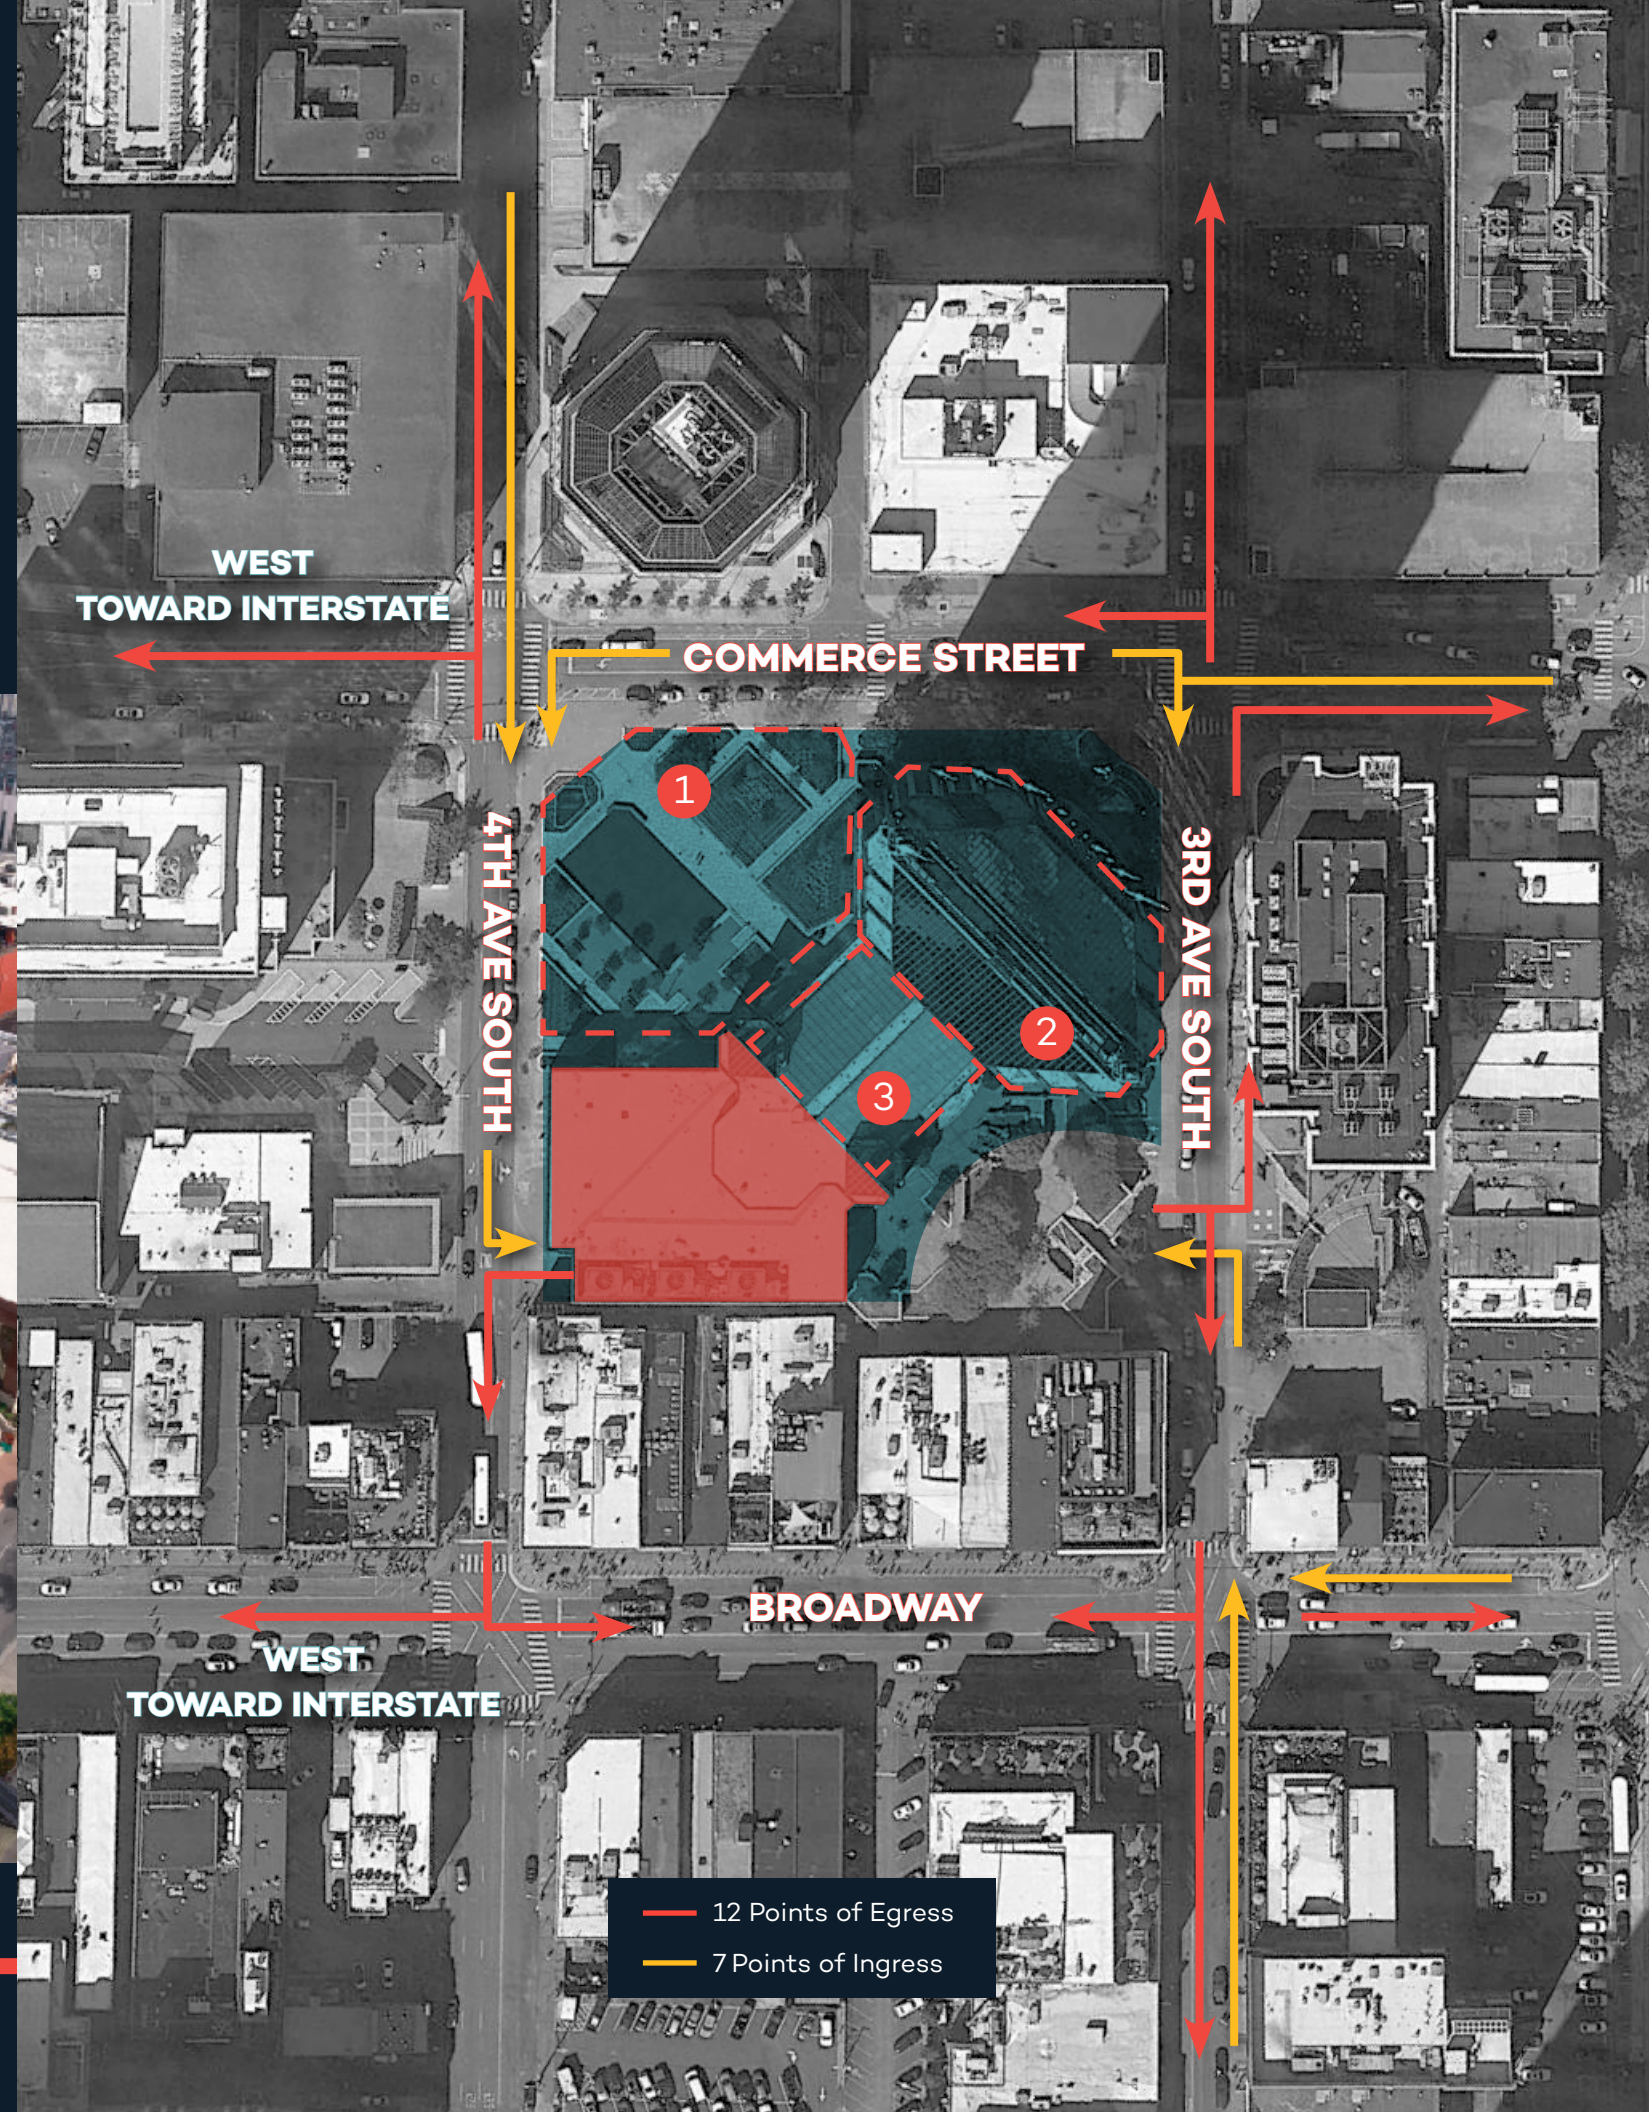 WEST
TOWARD INTERSTATE
COMMERCE STREET
1
4TH AVE SOUTH
3RD AVE SOUTH
2
3
BROADWAY
WEST
TOWARD INTERSTATE
12 Points of Egress
7 Points of Ingress